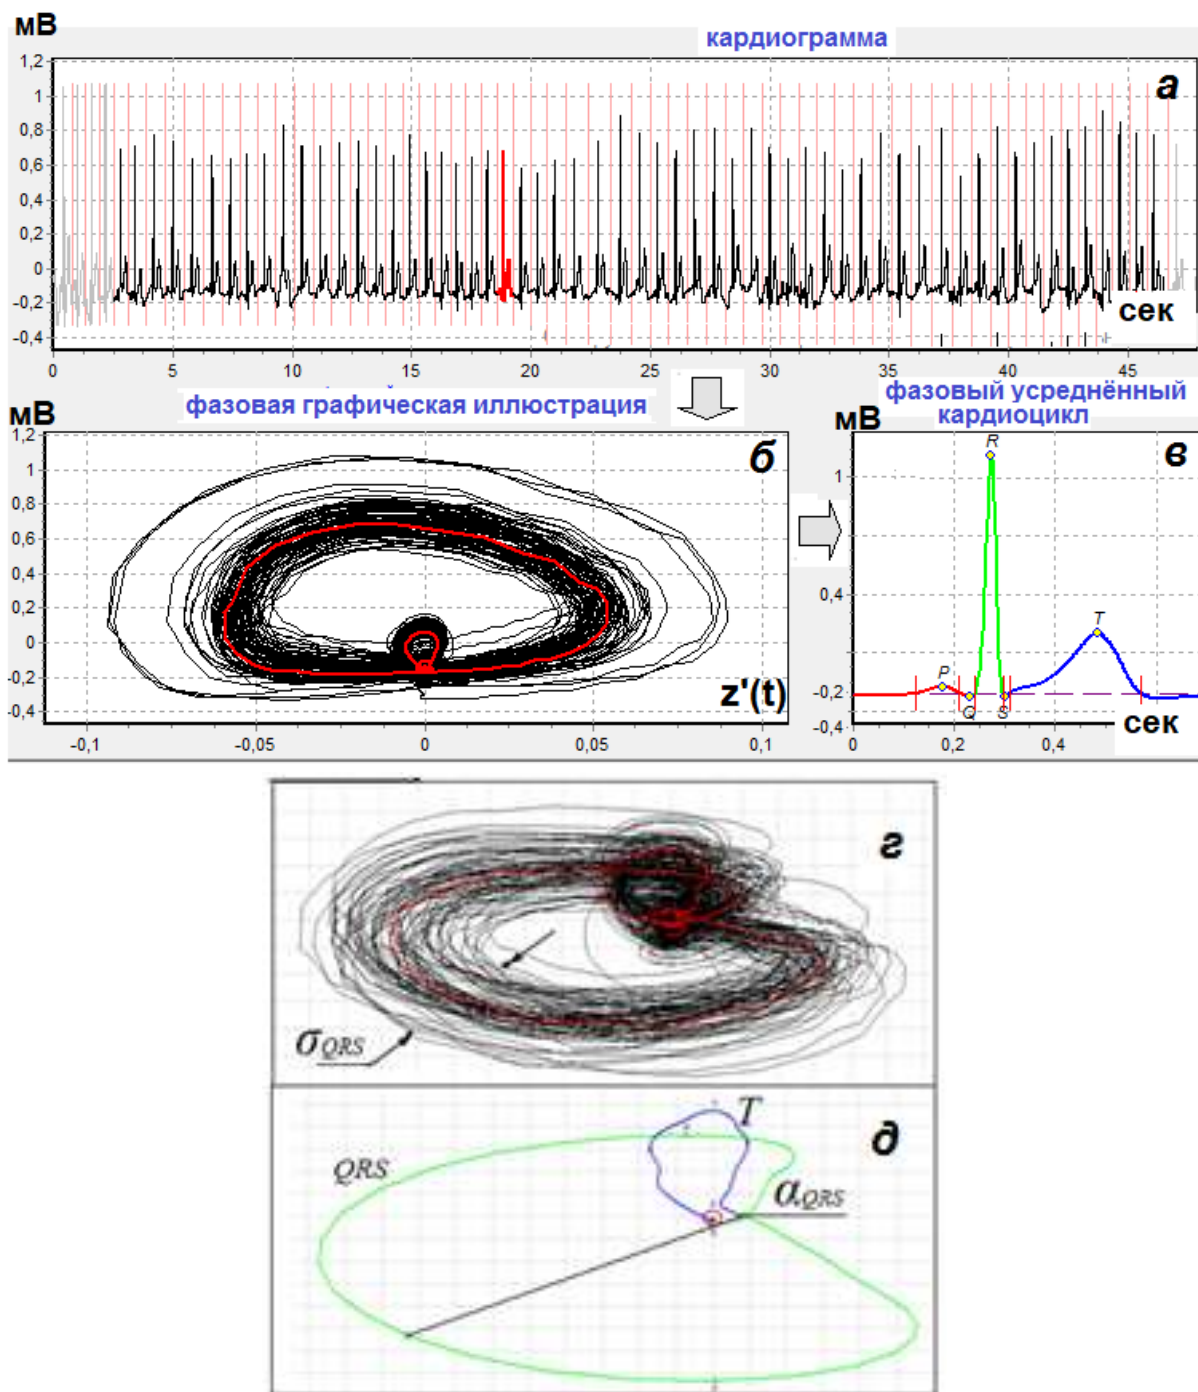 мВ
кардиограмма
1,2
1
0,8
0,6
0,4
0,2
0
-0,2
-0,4
а
сек
0 5 10 15 20 25 30 35 40 45
фазовая графическая иллюстрация
фазовый усреднённый
кардиоцикл
мВ
1,2
1
0,8
0,6
0,4
0,2
0
-0,2
-0,4
б
z'(t)
-0,1 0 0,05 0,1
мВ
в
R
1
0,4
T
P
-0,2
Q S
-0,4
сек
0 0,2 0,4
г
σQRS
T
д
QRS
αQRS